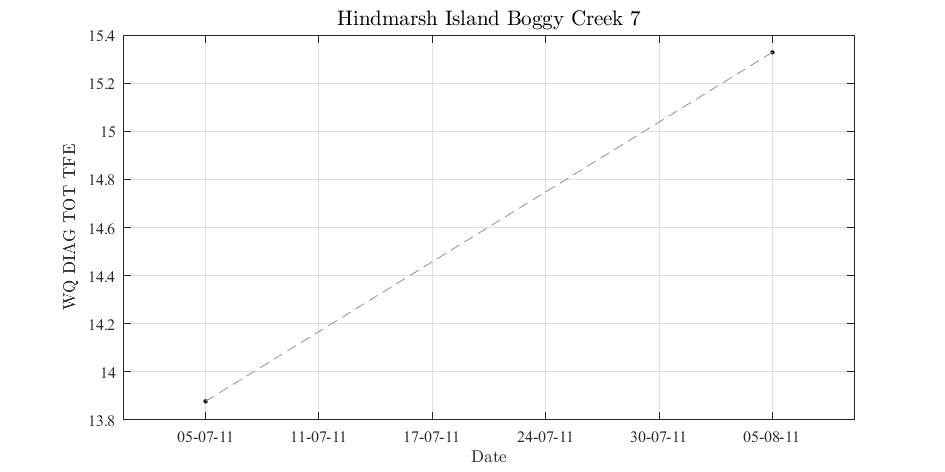 Hindmarsh Island Boggy Creek 7
15.4
15.2
15
14.8
14.6
14.4
14.2
14
13.8
WQ DIAG TOT TFE
05-07-11 11-07-11 17-07-11 24-07-11 30-07-11 05-08-11
Date